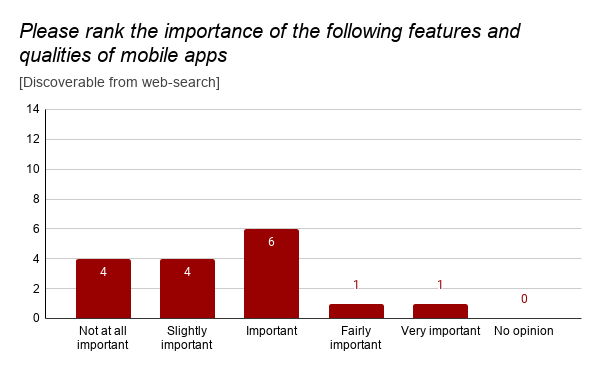 Please rank the importance of the following features and
qualities of mobile apps
[Discoverable from web-search]
14
12
10
8
6
4
2
0
4
4
6
1
1
0
Not at all
important
Slightly
important
Important
Fairly
important
Very important
No opinion